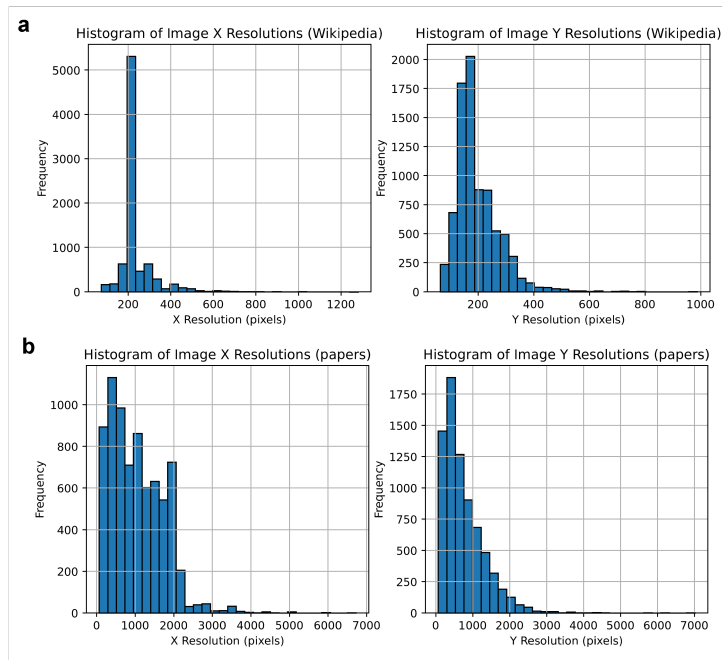 a
Histogram of Image X Resolutions (Wikipedia)
5000
4000
3000
2000
1000
0
Frequency
200 400 600 800 1000 1200
X Resolution (pixels)
Histogram of Image Y Resolutions (Wikipedia)
2000
1750
1500
1250
1000
750
500
250
0
Frequency
200 400 600 800 1000
Y Resolution (pixels)
b
Histogram of Image X Resolutions (papers)
1000
800
600
400
200
0
Frequency
0 1000 2000 3000 4000 5000 6000 7000
X Resolution (pixels)
Histogram of Image Y Resolutions (papers)
1750
1500
1250
1000
750
500
250
0
Frequency
0 1000 2000 3000 4000 5000 6000 7000
Y Resolution (pixels)